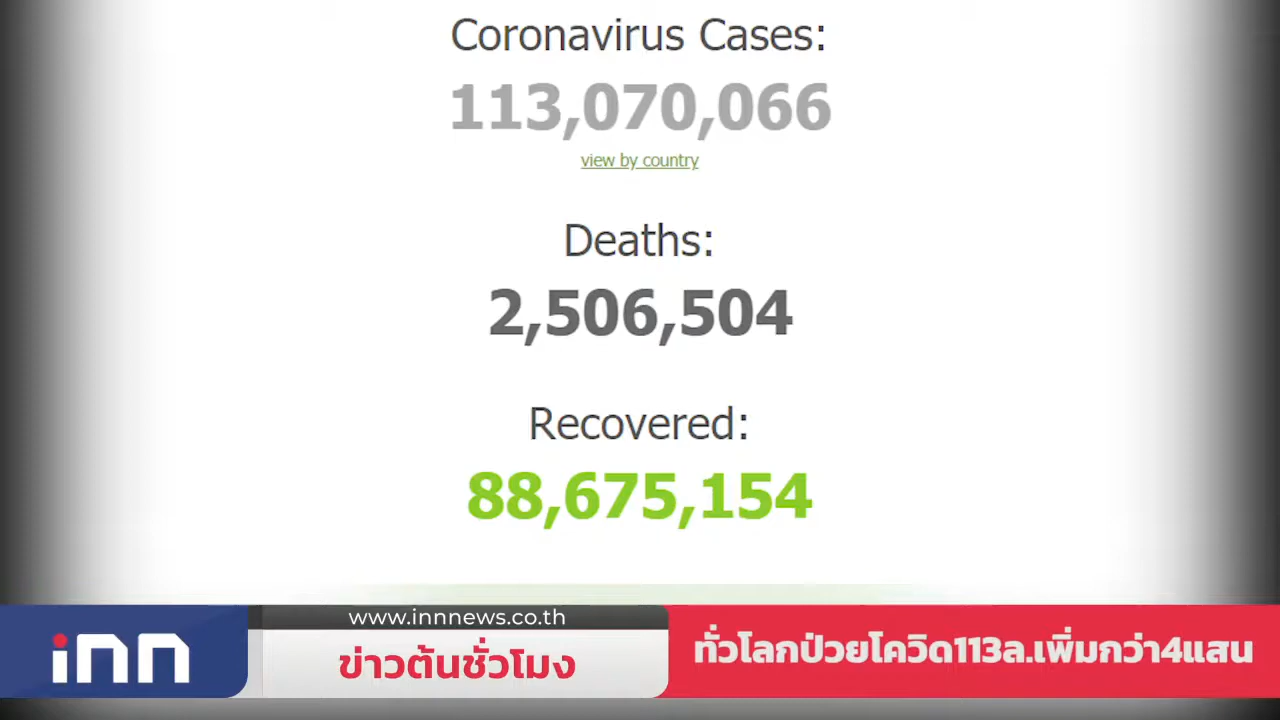 Coronavirus Cases:
113,070,066
view by country
Deaths:
2,506,504
Recovered:
88,675,154
inn
www.innnews.co.th
ข่าวต้นชั่วโมง
ทั่วโลกป่วยโควิด113ล.เพิ่มกว่า4แสน